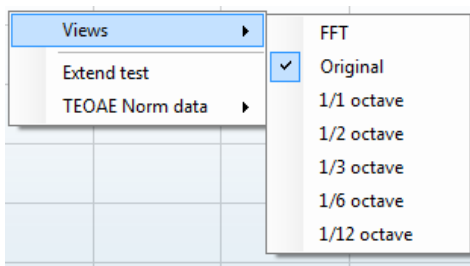 Views
Extend test
TEOAE Norm data
FFT
Original
1/1 octave
1/2 octave
1/3 octave
1/6 octave
1/12 octave